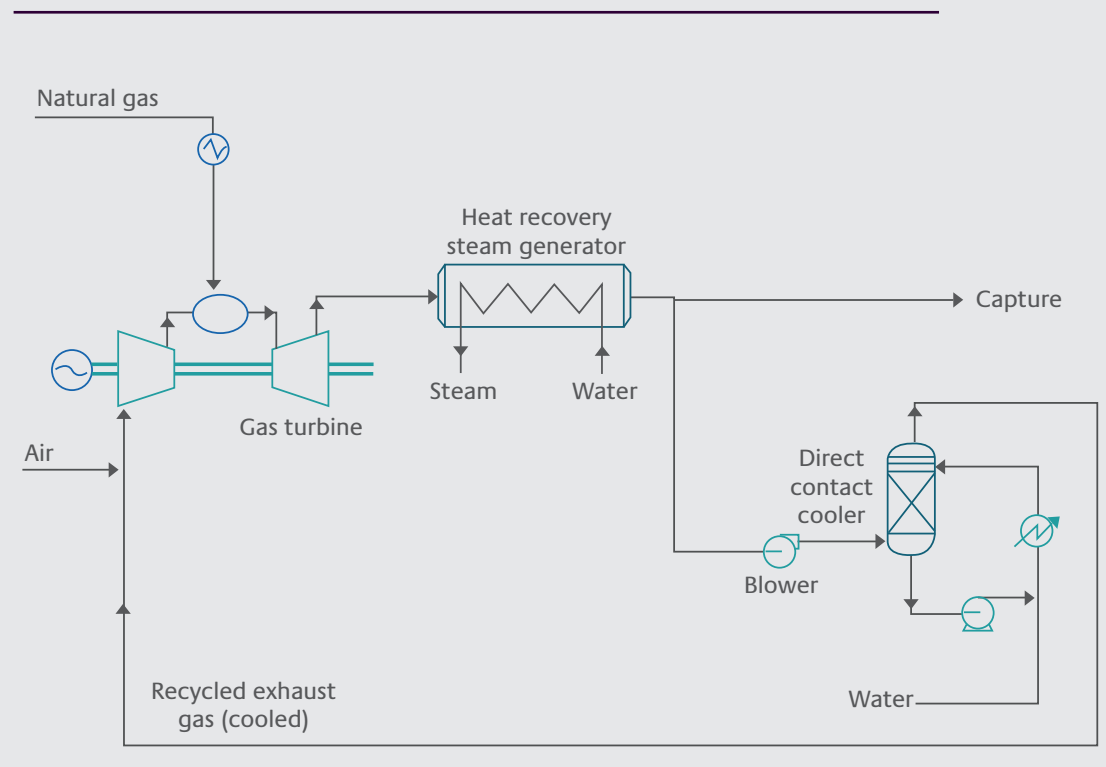 Natural gas
Heat recovery
steam generator
Capture
Steam
Water
Gas turbine
Air
Direct
contact
cooler
Blower
Recycled exhaust
gas (cooled)
Water